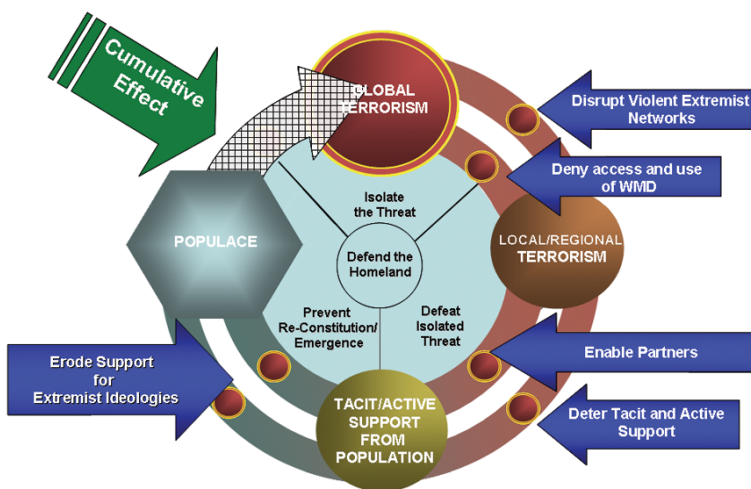 Cumulative
Effect
GLOBAL
TERRORISM
Disrupt Violent Extremist
Networks
Deny access and use
of WMD
Isolate
the Threat
POPULACE
LOCAL/REGIONAL
TERRORISM
Defend the
Homeland
Prevent
Re-Constitution/
Emergence
Defeat
Isolated
Threat
Erode Support
for
Extremist Ideologies
Enable Partners
TACIT/ACTIVE
SUPPORT
FROM
POPULATION
Deter Tacit and Active
Support